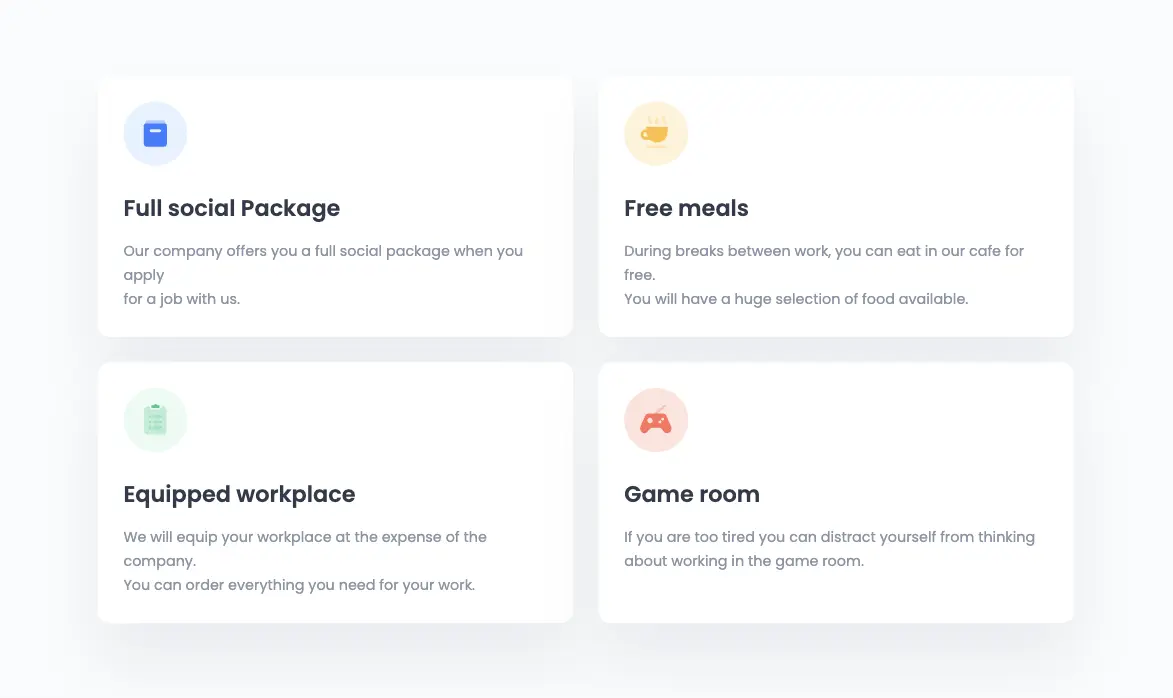 Full social Package
Our company offers you a full social package when you
apply
for a job with us.
Free meals
During breaks between work, you can eat in our cafe for
free.
You will have a huge selection of food available.
Equipped workplace
We will equip your workplace at the expense of the
company.
You can order everything you need for your work.
Game room
If you are too tired you can distract yourself from thinking
about working in the game room.